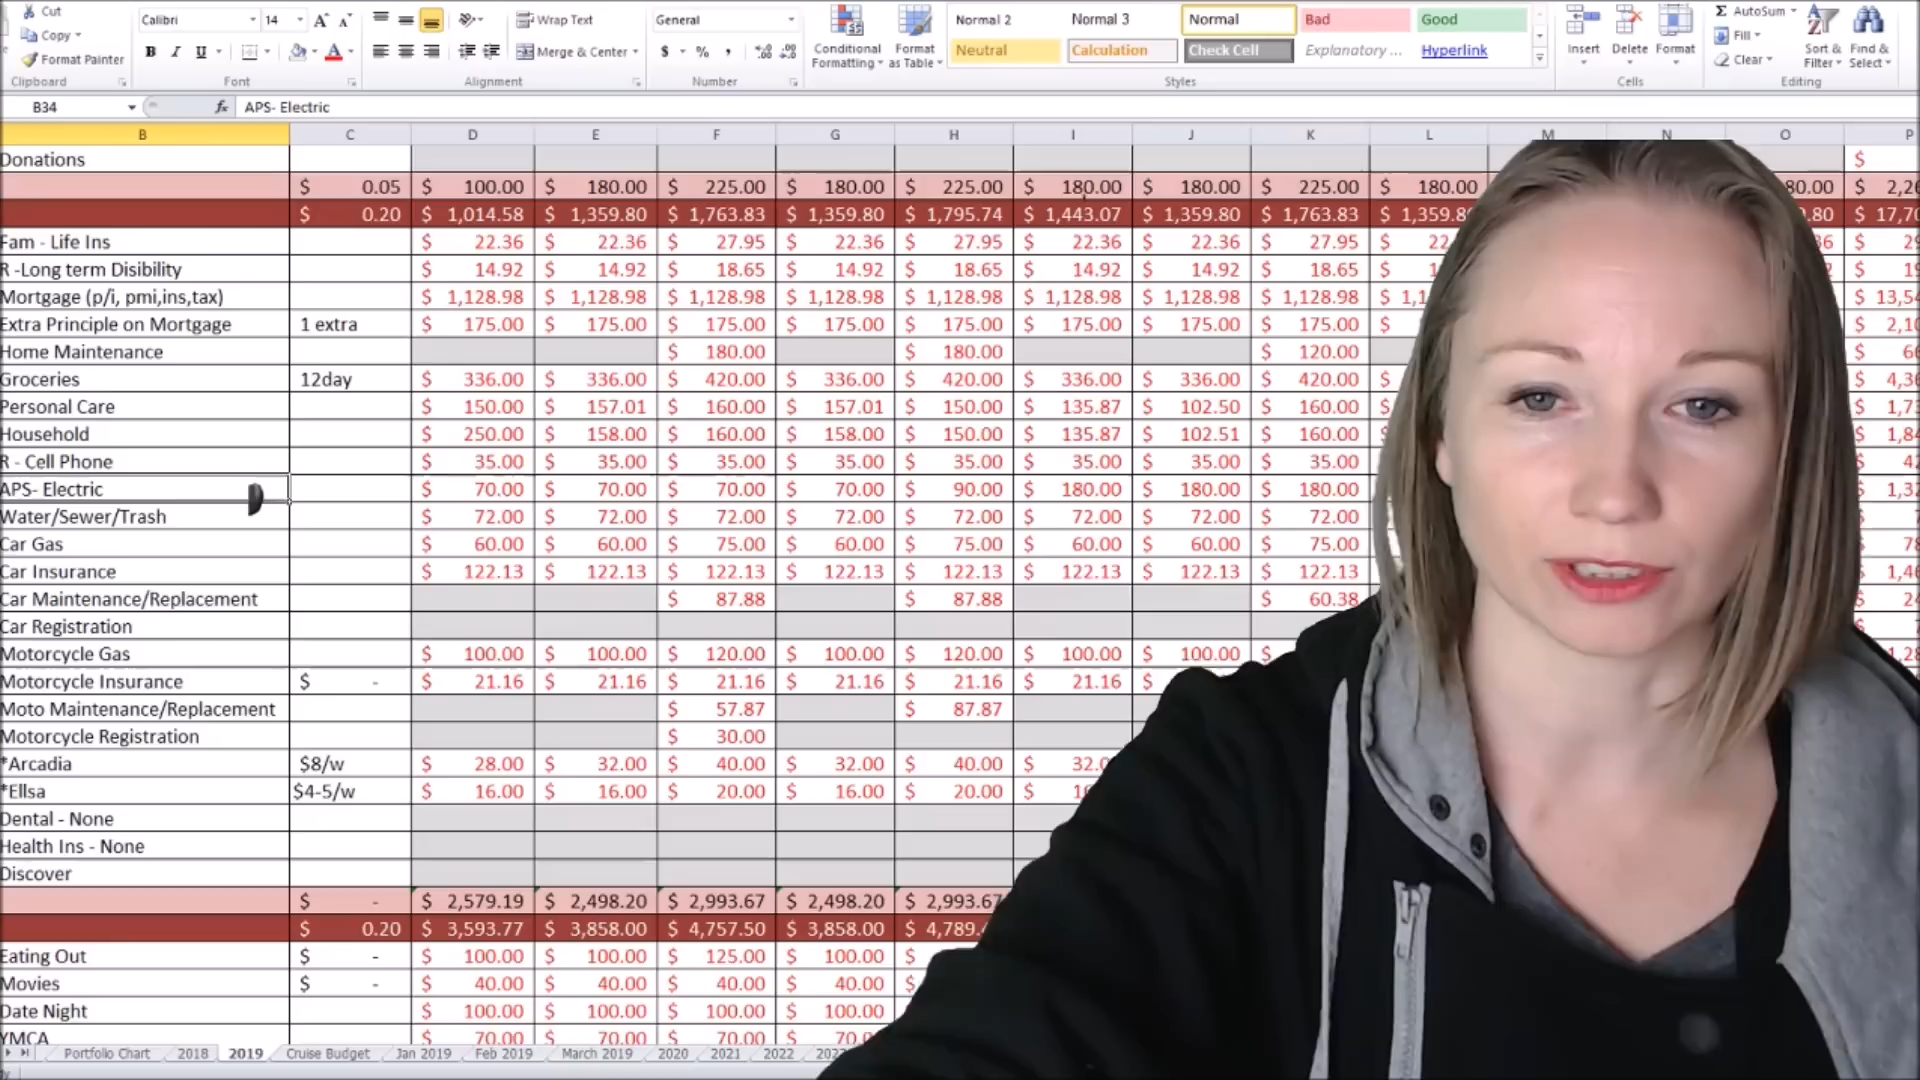 Cut Calibri 14 A A Wrap Text General Normal 2 Normal 3 Normal Bad Good AutoSum
Copy B I U Merge & Center $ % , Conditional Formatting Format as Table Neutral Calculation Check Cell Explanatory ... Hyperlink Insert Delete Format Fill Sort & Filter Find & Select
Format Painter Clear
Clipboard Font Alignment Number Styles Cells Editing
B34 fx APS- Electric
B C D E F G H I J K L M N O P
Donations $
$ 0.05 $ 100.00 $ 180.00 $ 225.00 $ 180.00 $ 225.00 $ 180.00 $ 180.00 $ 225.00 $ 180.00 80.00 $ 2,26
$ 0.20 $ 1,014.58 $ 1,359.80 $ 1,763.83 $ 1,359.80 $ 1,795.74 $ 1,443.07 $ 1,359.80 $ 1,763.83 $ 1,359.8 .80 $ 17,70
Fam - Life Ins $ 22.36 $ 22.36 $ 27.95 $ 22.36 $ 27.95 $ 22.36 $ 22.36 $ 27.95 $ 22 36 $ 29
R -Long term Disibility $ 14.92 $ 14.92 $ 18.65 $ 14.92 $ 18.65 $ 14.92 $ 14.92 $ 18.65 $ 1 $ 19
Mortgage (p/i, pmi,ins,tax) $ 1,128.98 $ 1,128.98 $ 1,128.98 $ 1,128.98 $ 1,128.98 $ 1,128.98 $ 1,128.98 $ 1,128.98 $ 1,1 $ 13,54
Extra Principle on Mortgage 1 extra $ 175.00 $ 175.00 $ 175.00 $ 175.00 $ 175.00 $ 175.00 $ 175.00 $ 175.00 $ $ 2,10
Home Maintenance $ 180.00 $ 180.00 $ 120.00 $ 66
Groceries 12day $ 336.00 $ 336.00 $ 420.00 $ 336.00 $ 420.00 $ 336.00 $ 336.00 $ 420.00 $ $ 4,36
Personal Care $ 150.00 $ 157.01 $ 160.00 $ 157.01 $ 150.00 $ 135.87 $ 102.50 $ 160.00 $ $ 1,73
Household $ 250.00 $ 158.00 $ 160.00 $ 158.00 $ 150.00 $ 135.87 $ 102.51 $ 160.00 $ $ 1,84
R - Cell Phone $ 35.00 $ 35.00 $ 35.00 $ 35.00 $ 35.00 $ 35.00 $ 35.00 $ 35.00 $ $ 42
APS- Electric $ 70.00 $ 70.00 $ 70.00 $ 70.00 $ 90.00 $ 180.00 $ 180.00 $ 180.00 $ 1,32
Water/Sewer/Trash $ 72.00 $ 72.00 $ 72.00 $ 72.00 $ 72.00 $ 72.00 $ 72.00 $ 72.00 $
Car Gas $ 60.00 $ 60.00 $ 75.00 $ 60.00 $ 75.00 $ 60.00 $ 60.00 $ 75.00 $ 78
Car Insurance $ 122.13 $ 122.13 $ 122.13 $ 122.13 $ 122.13 $ 122.13 $ 122.13 $ 122.13 $ 1,46
Car Maintenance/Replacement $ 87.88 $ 87.88 $ 60.38 $ 24
Car Registration $
Motorcycle Gas $ 100.00 $ 100.00 $ 120.00 $ 100.00 $ 120.00 $ 100.00 $ 100.00 $ 1,28
Motorcycle Insurance $ - $ 21.16 $ 21.16 $ 21.16 $ 21.16 $ 21.16 $ 21.16 $
Moto Maintenance/Replacement $ 57.87 $ 87.87
Motorcycle Registration $ 30.00
*Arcadia $8/w $ 28.00 $ 32.00 $ 40.00 $ 32.00 $ 40.00 $ 32.0
*Ellsa $4-5/w $ 16.00 $ 16.00 $ 20.00 $ 16.00 $ 20.00 $ 1
Dental - None
Health Ins - None
Discover
$ - $ 2,579.19 $ 2,498.20 $ 2,993.67 $ 2,498.20 $ 2,993.67
$ 0.20 $ 3,593.77 $ 3,858.00 $ 4,757.50 $ 3,858.00 $ 4,789.
Eating Out $ - $ 100.00 $ 100.00 $ 125.00 $ 100.00 $
Movies $ - $ 40.00 $ 40.00 $ 40.00 $ 40.00 $
Date Night $ 100.00 $ 100.00 $ 100.00 $ 100.00
YMCA $ 70.00 $ 70.00 $ 70.00 $ 70.0
Portfolio Chart 2018 2019 Cruise Budget Jan 2019 Feb 2019 March 2019 2020 2021 2022